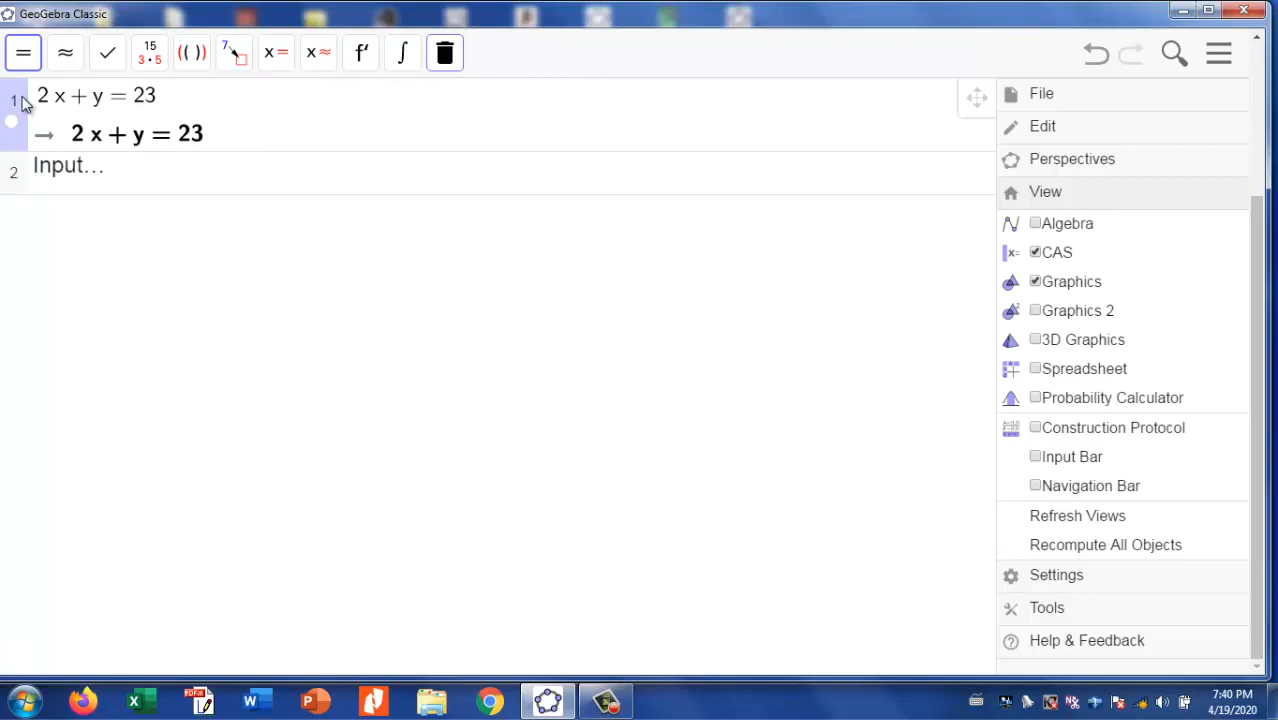 GeoGebra Classic
= ≈ ✓ 15 3·5 (( )) 7 x= x≈ f' ∫
1 2 x + y = 23
→ 2 x + y = 23
2 Input…
File
Edit
Perspectives
View
Algebra
x= CAS
Graphics
2 Graphics 2
3D Graphics
Spreadsheet
Probability Calculator
Construction Protocol
Input Bar
Navigation Bar
Refresh Views
Recompute All Objects
Settings
Tools
Help & Feedback
7:40 PM
4/19/2020